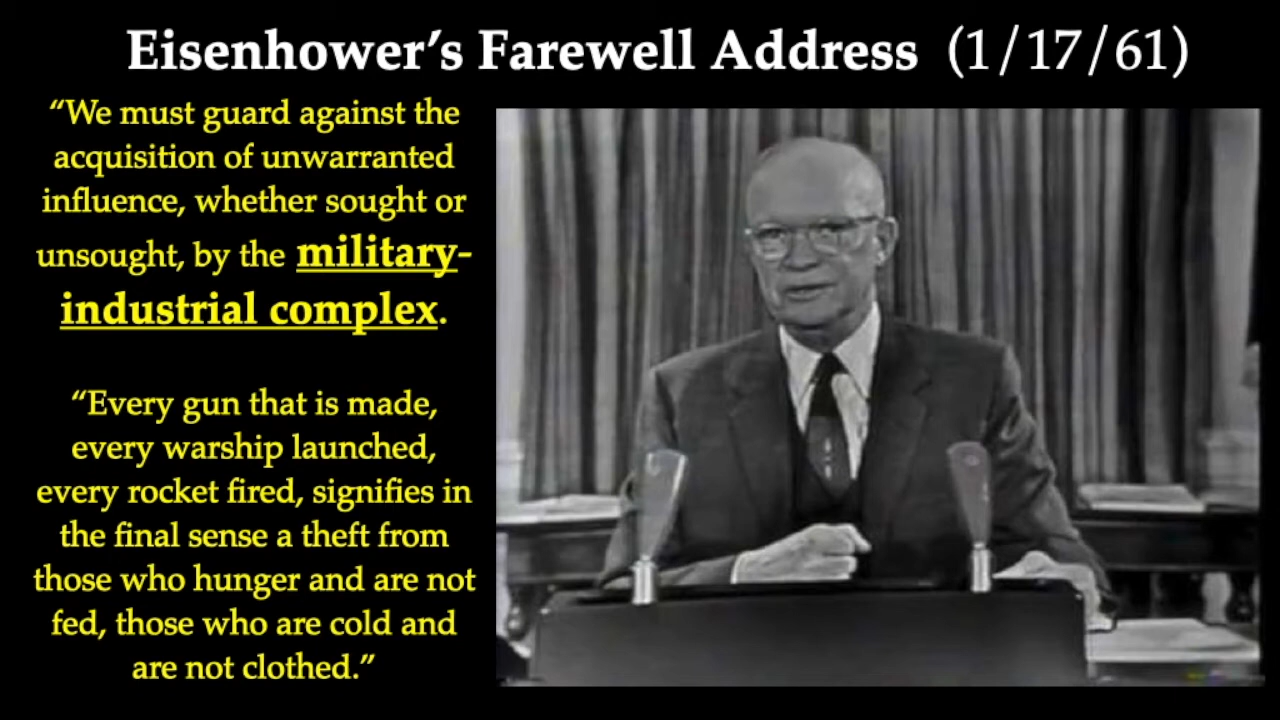 Eisenhower’s Farewell Address (1/17/61)
“We must guard against the
acquisition of unwarranted
influence, whether sought or
unsought, by the military-
industrial complex.
“Every gun that is made,
every warship launched,
every rocket fired, signifies in
the final sense a theft from
those who hunger and are not
fed, those who are cold and
are not clothed.”